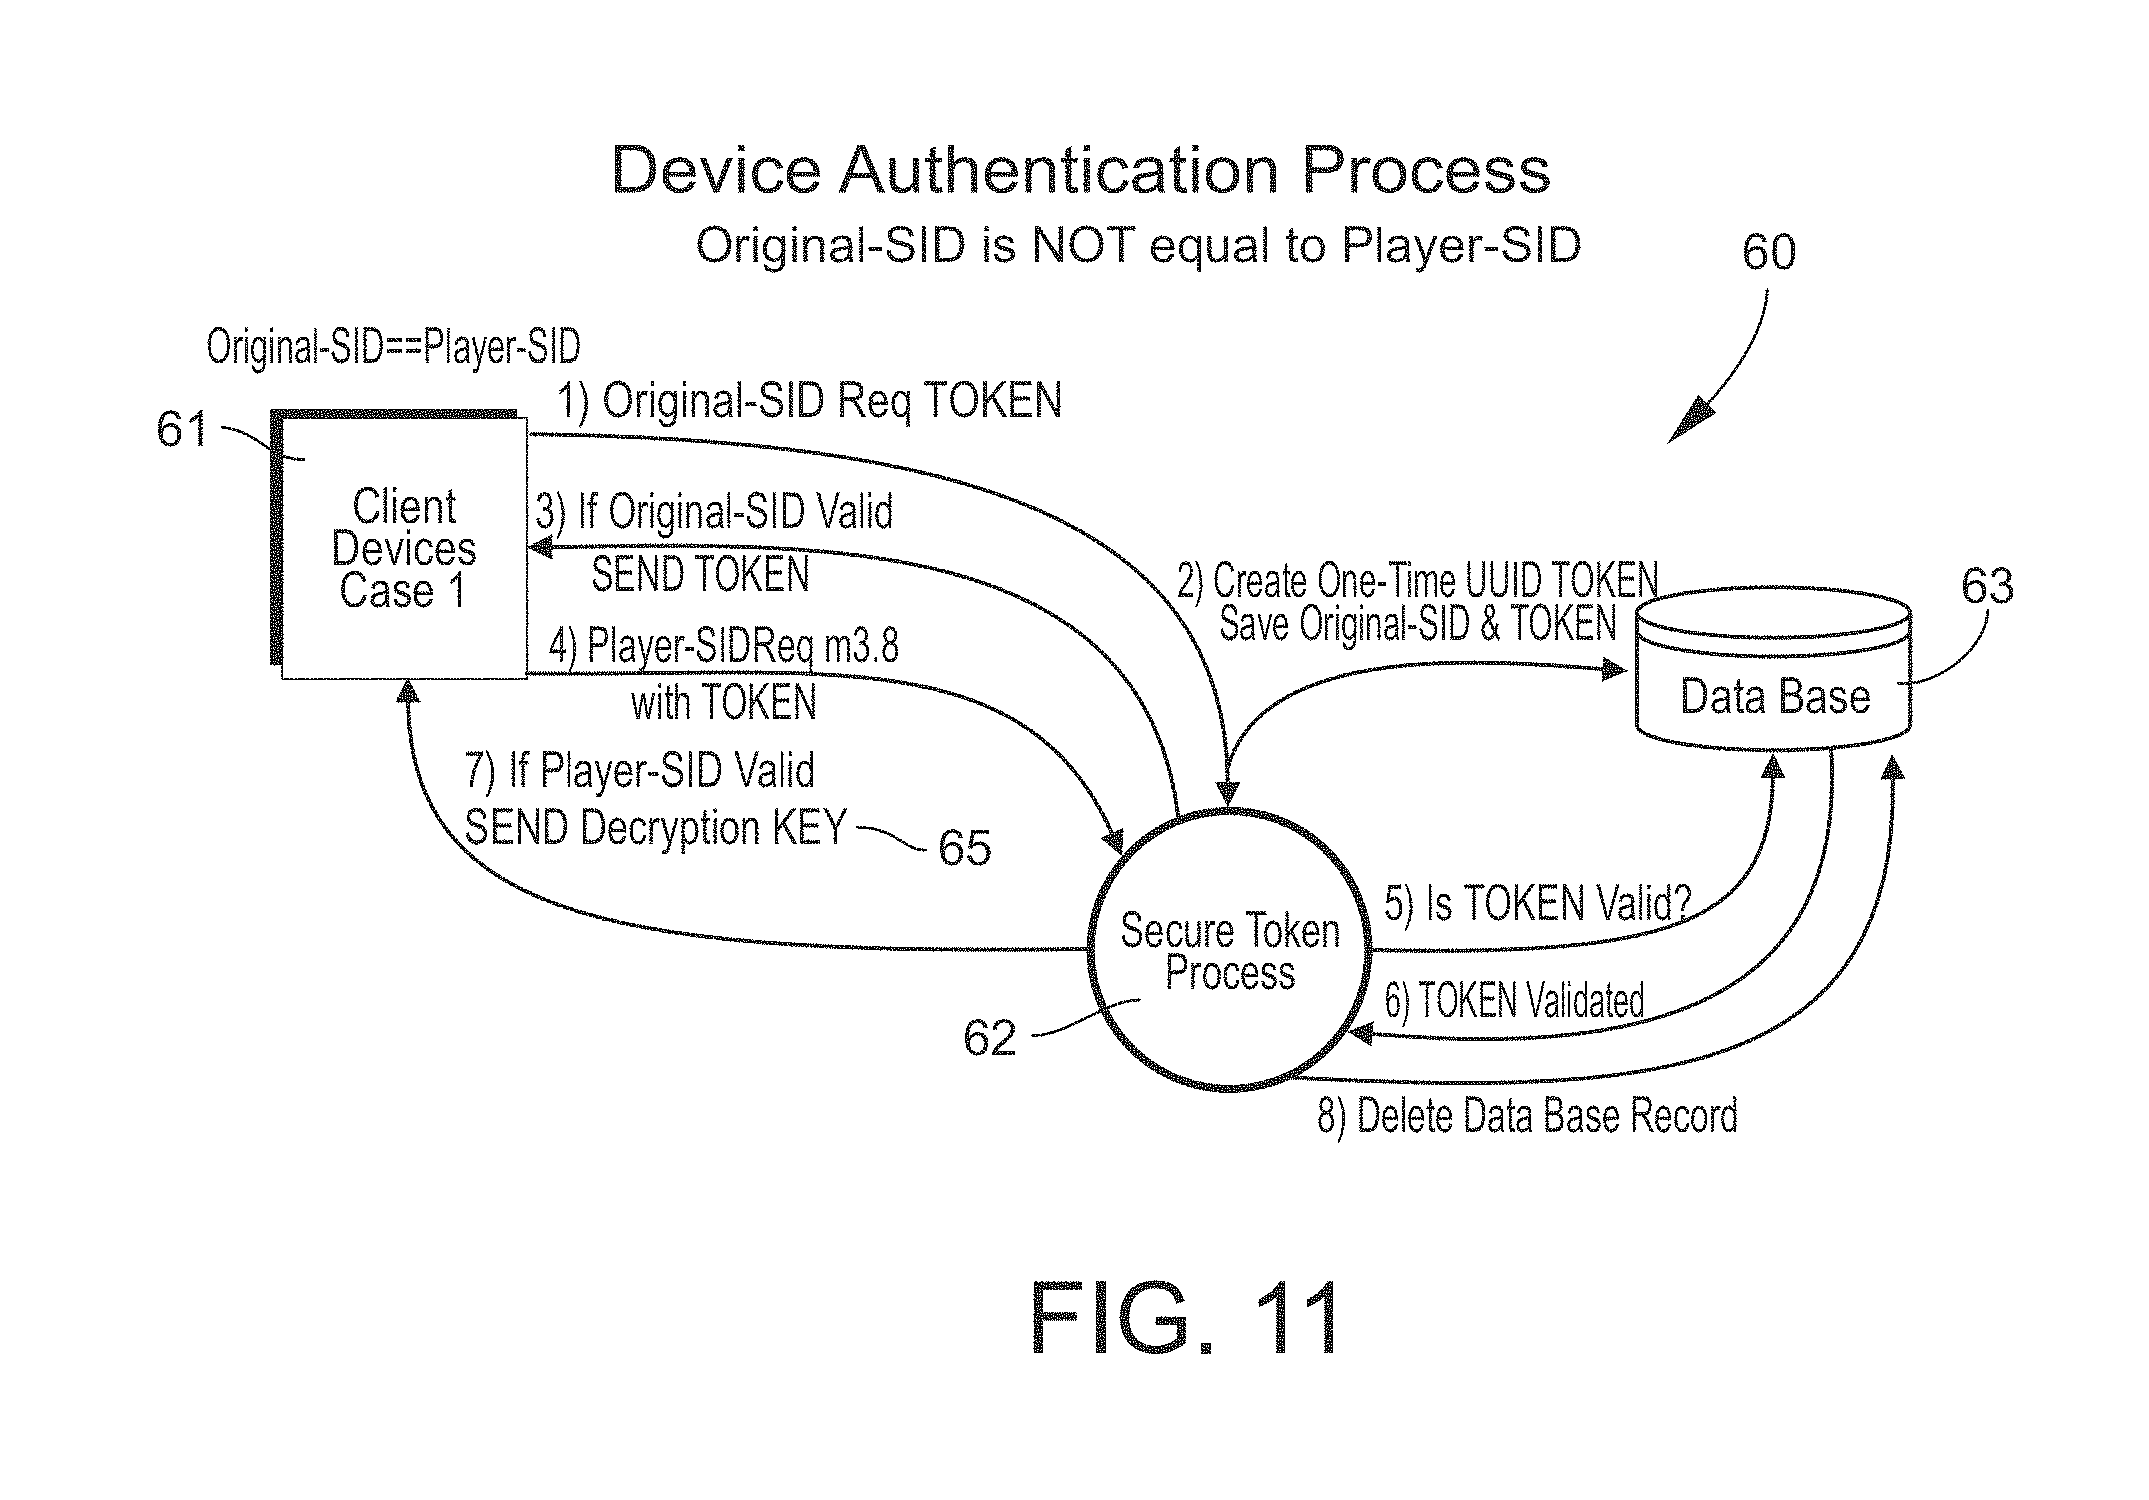 Device Authentication Process
Original-SID is NOT equal to Player-SID
60
Original-SID==Player-SID
1) Original-SID Req TOKEN
61
Client
Devices
Case 1
3) If Original-SID Valid
SEND TOKEN
2) Create One-Time UUID TOKEN
Save Original-SID & TOKEN
63
Data Base
4) Player-SIDReq m3.8
with TOKEN
7) If Player-SID Valid
SEND Decryption KEY
65
5) Is TOKEN Valid?
Secure Token
Process
6) TOKEN Validated
62
8) Delete Data Base Record
FIG. 11